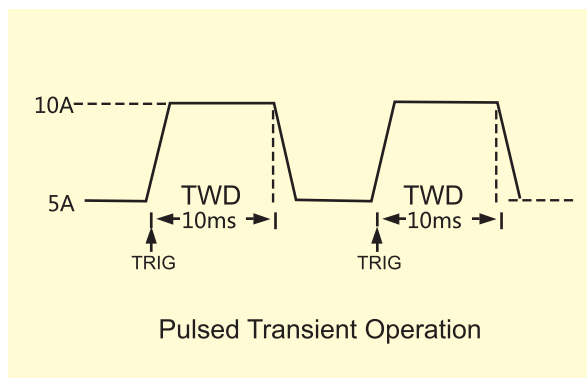 10A
5A
TWD
10ms
TRIG
TWD
10ms
TRIG
Pulsed Transient Operation